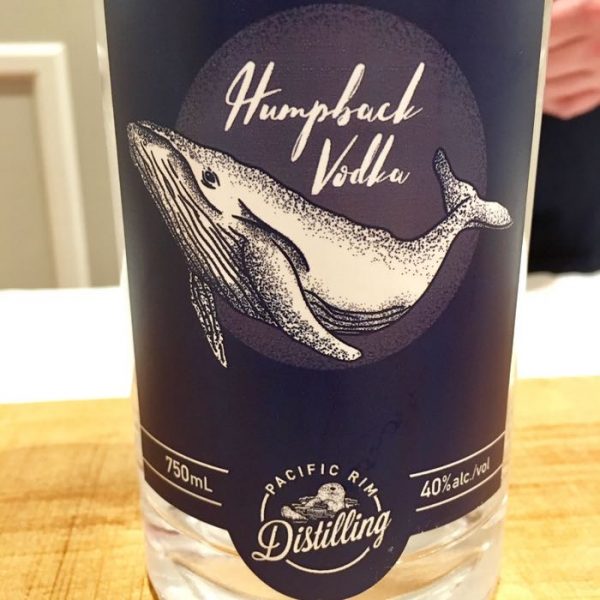 Humpback
Vodka
750mL
PACIFIC RIM
Distilling
40% alc./vol